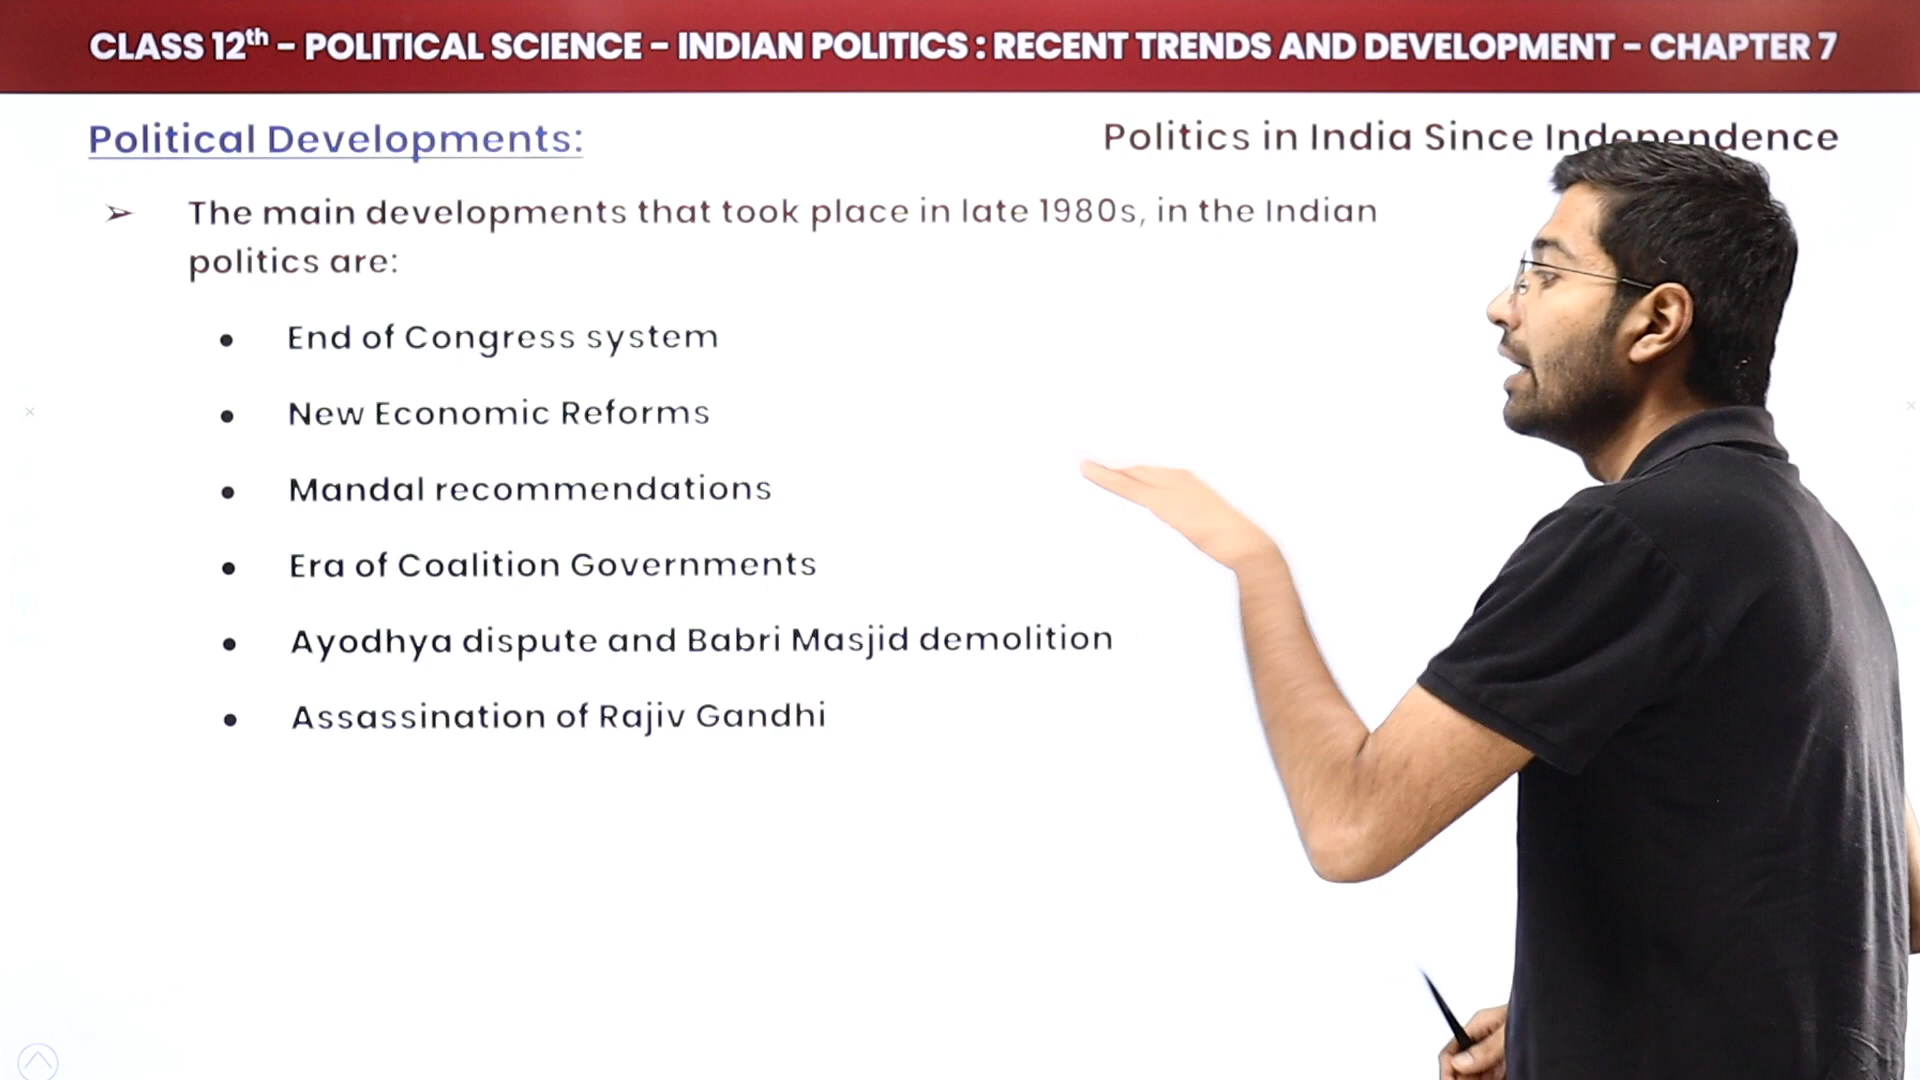 CLASS 12th – POLITICAL SCIENCE – INDIAN POLITICS : RECENT TRENDS AND DEVELOPMENT – CHAPTER 7
Political Developments:
Politics in India Since Independence
➢ The main developments that took place in late 1980s, in the Indian
politics are:
• End of Congress system
• New Economic Reforms
• Mandal recommendations
• Era of Coalition Governments
• Ayodhya dispute and Babri Masjid demolition
• Assassination of Rajiv Gandhi